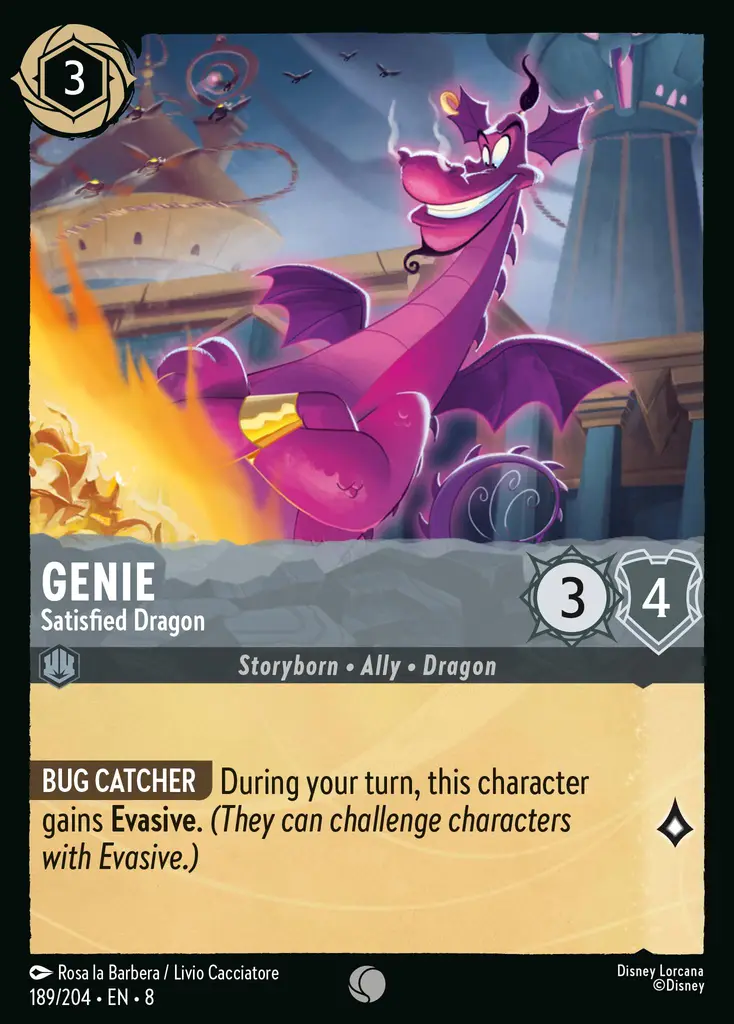 3
GENIE
Satisfied Dragon
3
4
Storyborn • Ally • Dragon
BUG CATCHER During your turn, this character
gains Evasive. (They can challenge characters
with Evasive.)
Rosa la Barbera / Livio Cacciatore
189/204 • EN • 8
Disney Lorcana
©Disney